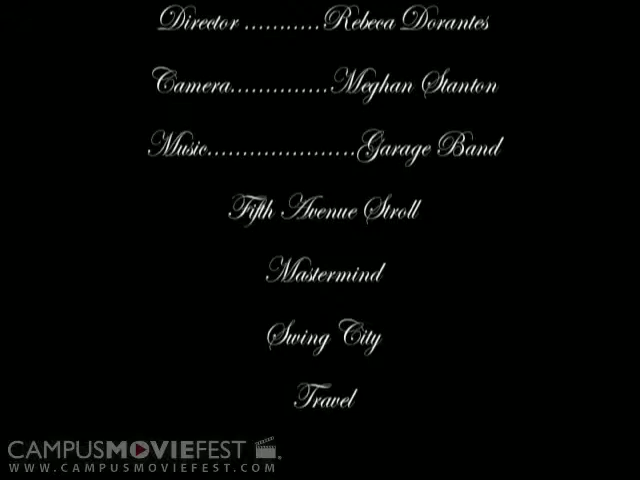 Director ...........Rebeca Dorantes
Camera..............Meghan Stanton
Music.....................Garage Band
Fifth Avenue Stroll
Mastermind
Swing City
Travel
CAMPUSMOVIEFEST
WWW.CAMPUSMOVIEFEST.COM